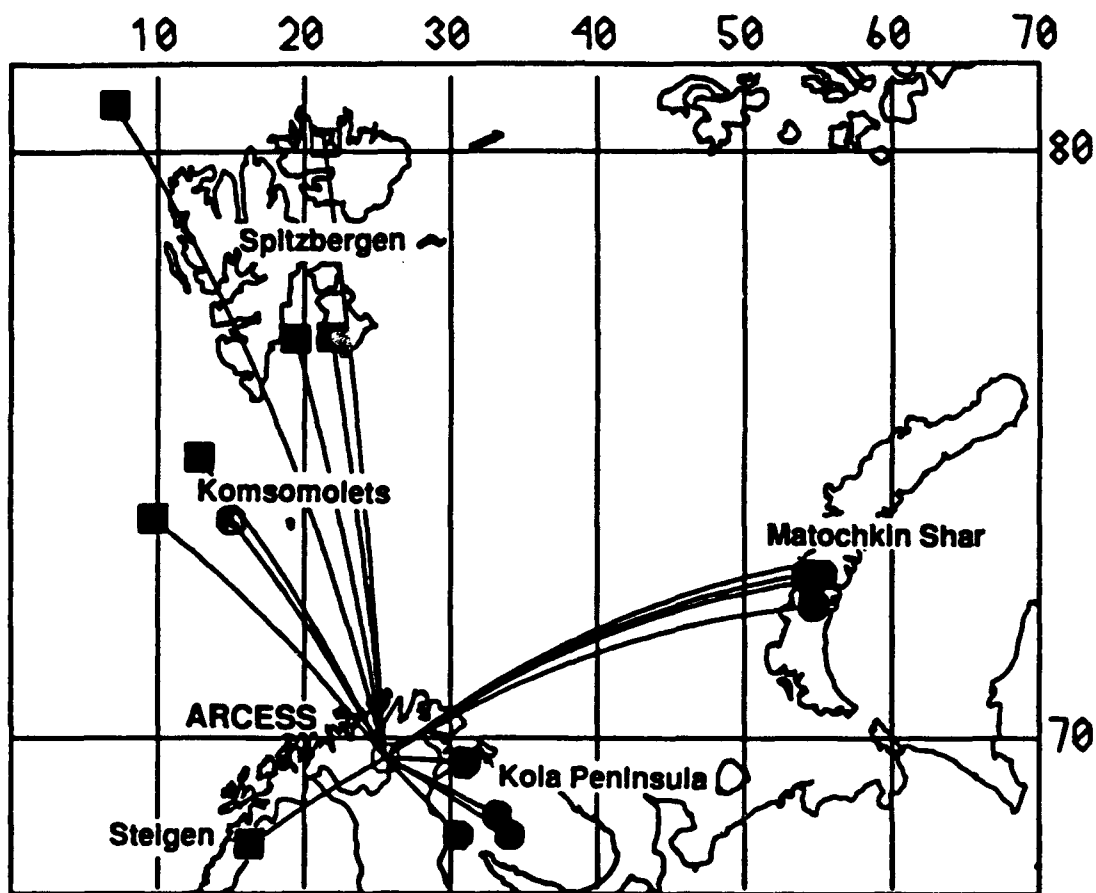 10 20 30 40 50 60 70
80
Spitzbergen
Komsomolets
Matochkin Shar
ARCESS
70
Kola Peninsula
Steigen